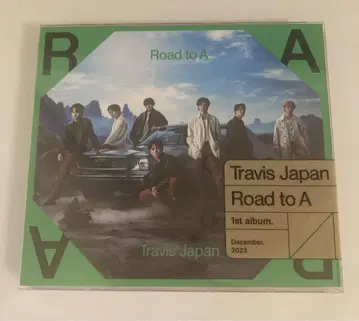 R
A
Road to A
Travis Japan
Road to A
1st album.
December.
2023
Travis Japan
A
R